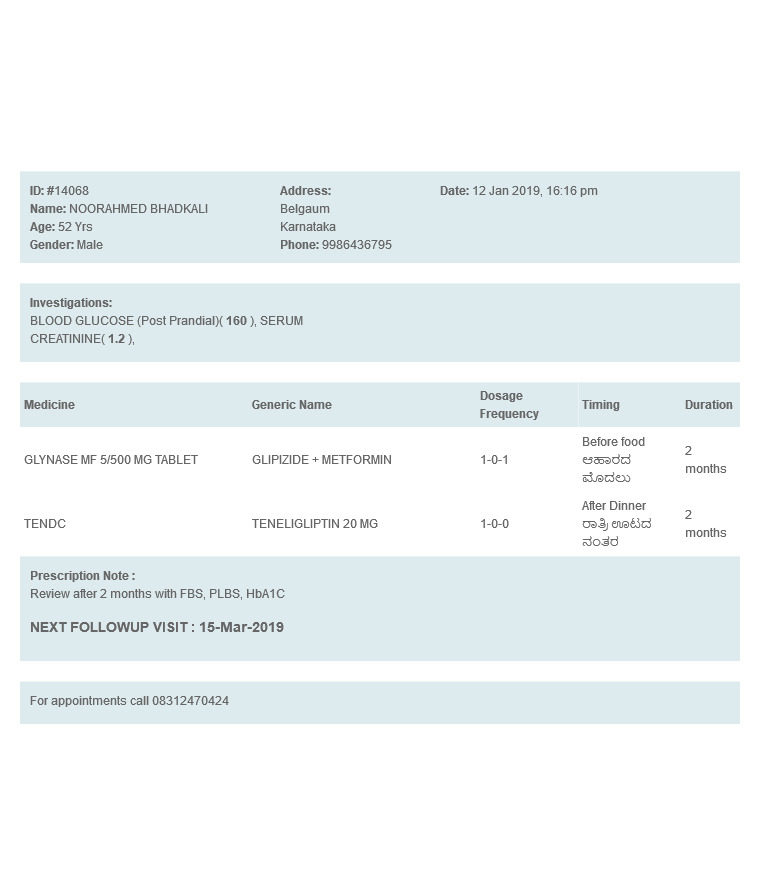 ID: #14068
Name: NOORAHMED BHADKALI
Age: 52 Yrs
Gender: Male
Address:
Belgaum
Karnataka
Phone: 9986436795
Date: 12 Jan 2019, 16:16 pm
Investigations:
BLOOD GLUCOSE (Post Prandial)( 160 ), SERUM
CREATININE( 1.2 ),
Medicine Generic Name Dosage Frequency Timing Duration
GLYNASE MF 5/500 MG TABLET GLIPIZIDE + METFORMIN 1-0-1 Before food ಆಹಾರದ ಮೊದಲು 2 months
TENDC TENELIGLIPTIN 20 MG 1-0-0 After Dinner ರಾತ್ರಿ ಊಟದ ನಂತರ 2 months
Prescription Note :
Review after 2 months with FBS, PLBS, HbA1C
NEXT FOLLOWUP VISIT : 15-Mar-2019
For appointments call 08312470424